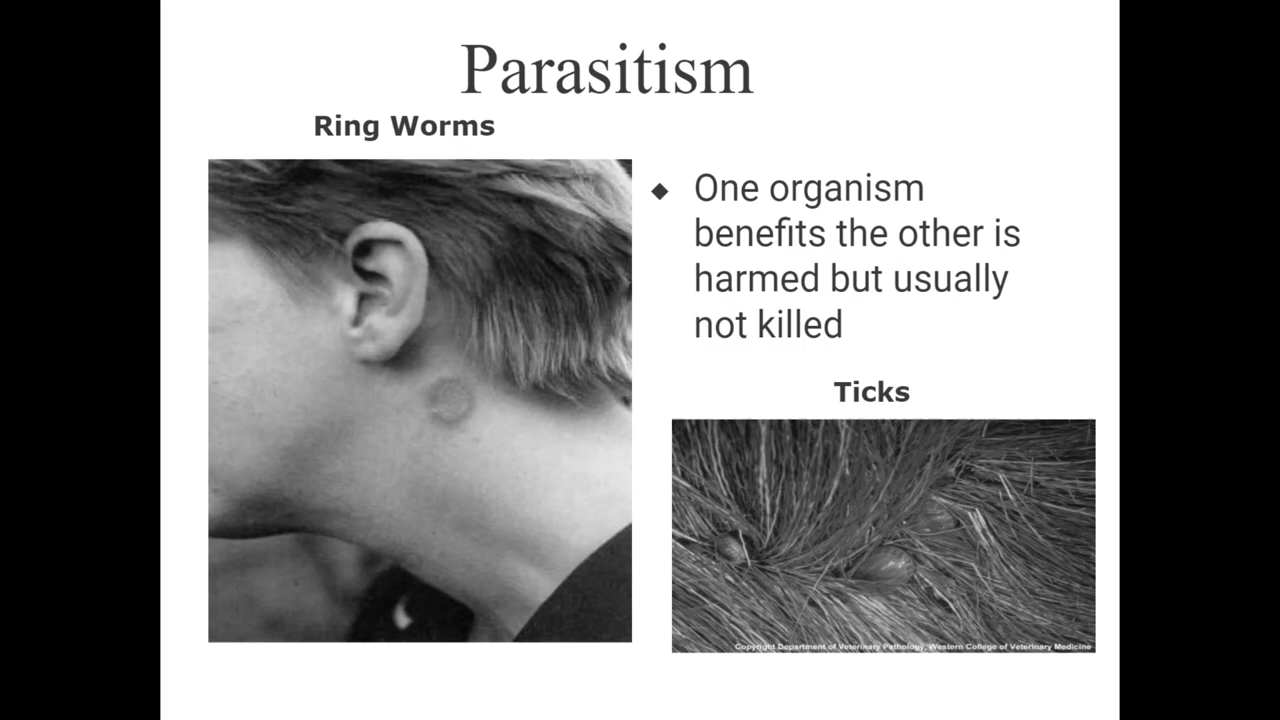 Parasitism
Ring Worms
◆ One organism
benefits the other is
harmed but usually
not killed
Ticks
Copyright Department of Veterinary Pathology, Western College of Veterinary Medicine